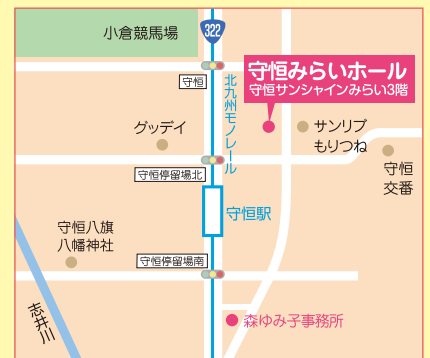 小倉競馬場
322
守恒
北九州モノレール
守恒みらいホール
守恒サンシャインみらい3階
グッデイ
サンリブ
もりつね
守恒
交番
守恒停留場北
守恒駅
守恒八旗
八幡神社
守恒停留場南
志井川
森ゆみ子事務所